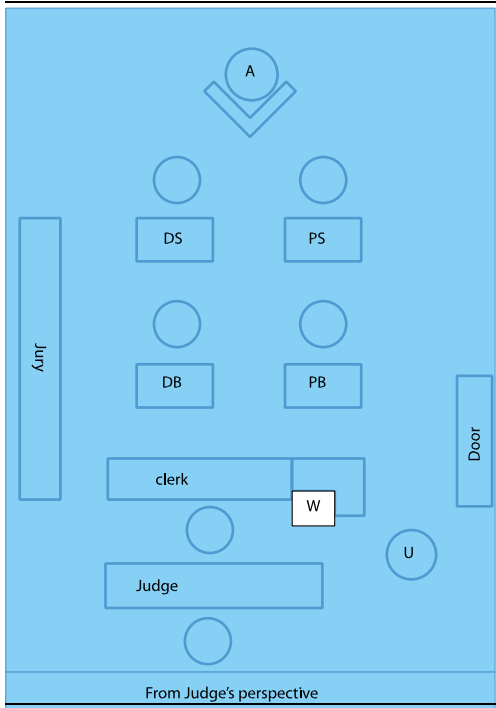 A
DS
PS
Jury
DB
PB
Door
clerk
W
U
Judge
From Judge's perspective